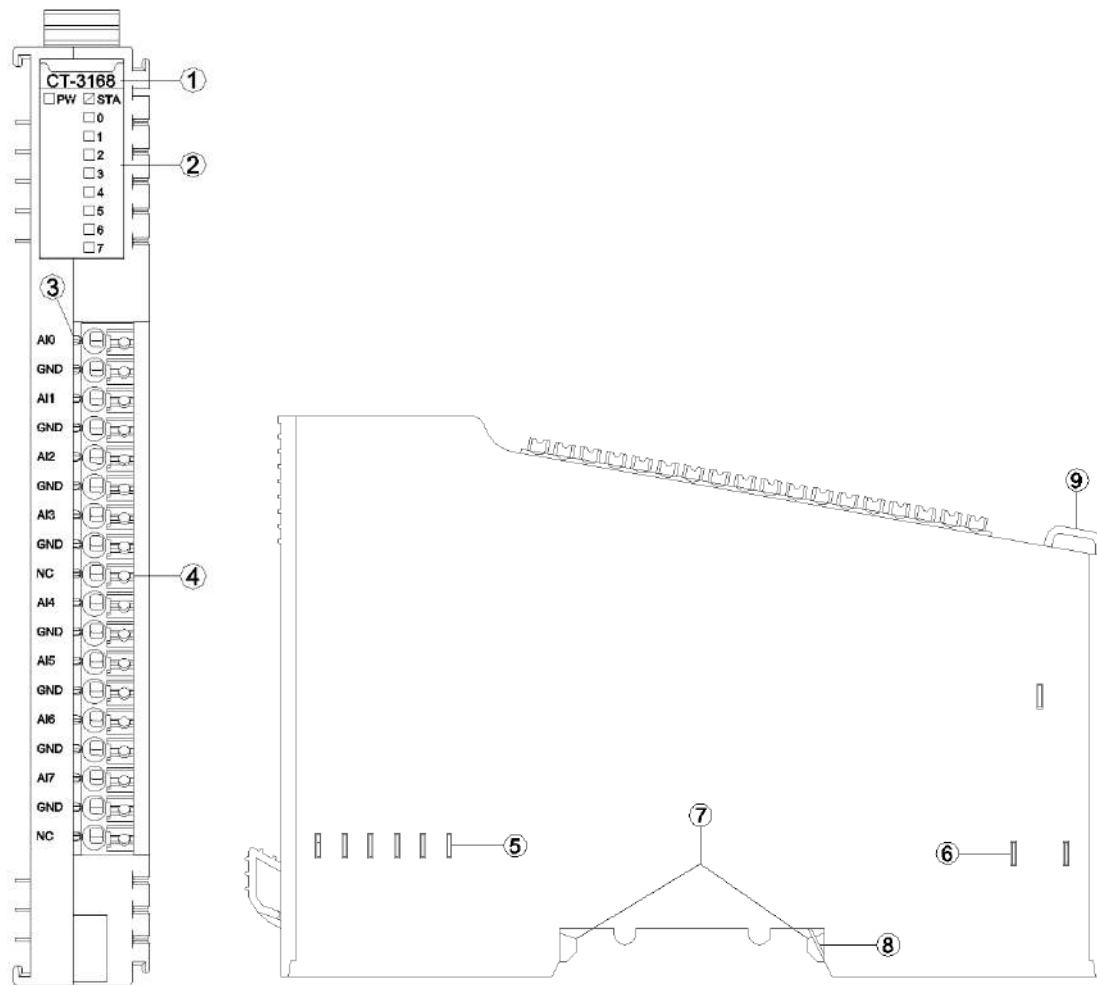 CT-3168
①
PW STA
0
1
2
②
3
4
5
6
7
③
AI0
GND
AI1
GND
AI2
GND
AI3
GND
NC
④
AI4
GND
AI5
GND
AI6
GND
AI7
GND
NC
⑨
⑤
⑦
⑥
⑧